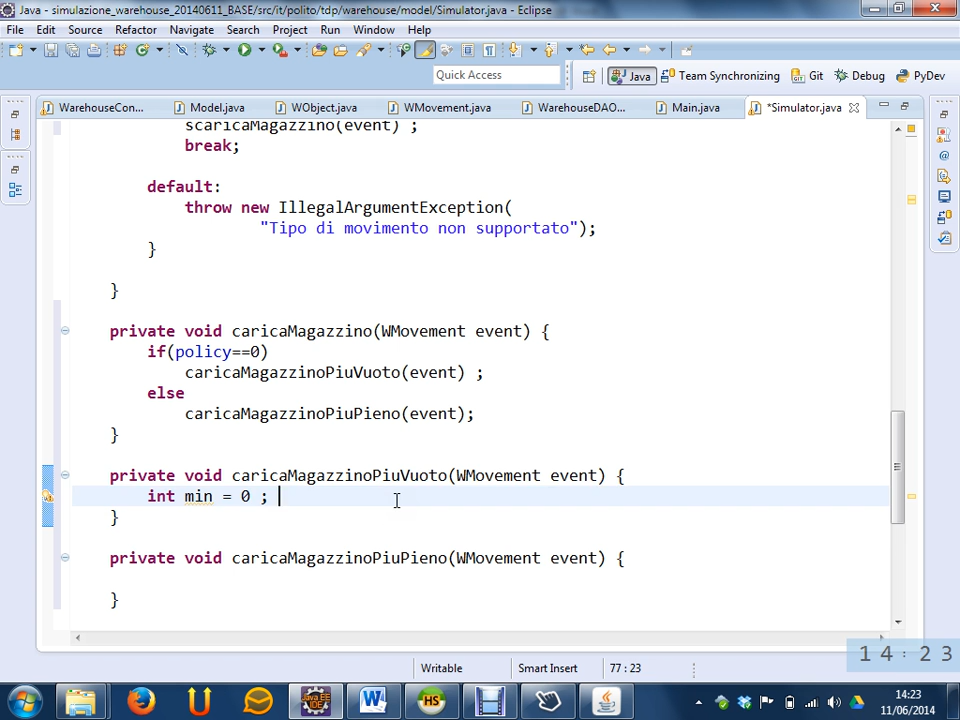 Java - simulazione_warehouse_20140611_BASE/src/it/polito/tdp/warehouse/model/Simulator.java - Eclipse
File Edit Source Refactor Navigate Search Project Run Window Help
Quick Access Java Team Synchronizing Git Debug PyDev
WarehouseCon... Model.java WObject.java WMovement.java WarehouseDAO... Main.java *Simulator.java
scaricaMagazzino(event) ;
break;
default:
throw new IllegalArgumentException(
"Tipo di movimento non supportato");
}
}
private void caricaMagazzino(WMovement event) {
if(policy==0)
caricaMagazzinoPiuVuoto(event) ;
else
caricaMagazzinoPiuPieno(event);
}
private void caricaMagazzinoPiuVuoto(WMovement event) {
int min = 0 ;
}
private void caricaMagazzinoPiuPieno(WMovement event) {
}
14:23
Writable Smart Insert 77 : 23
14:23
11/06/2014